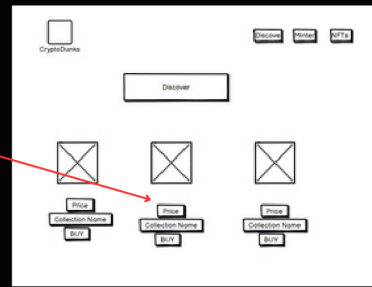 Discover Minter NFTs
CryptoDunks
Discover
Price Price Price
Collection Name Collection Name Collection Name
BUY BUY BUY